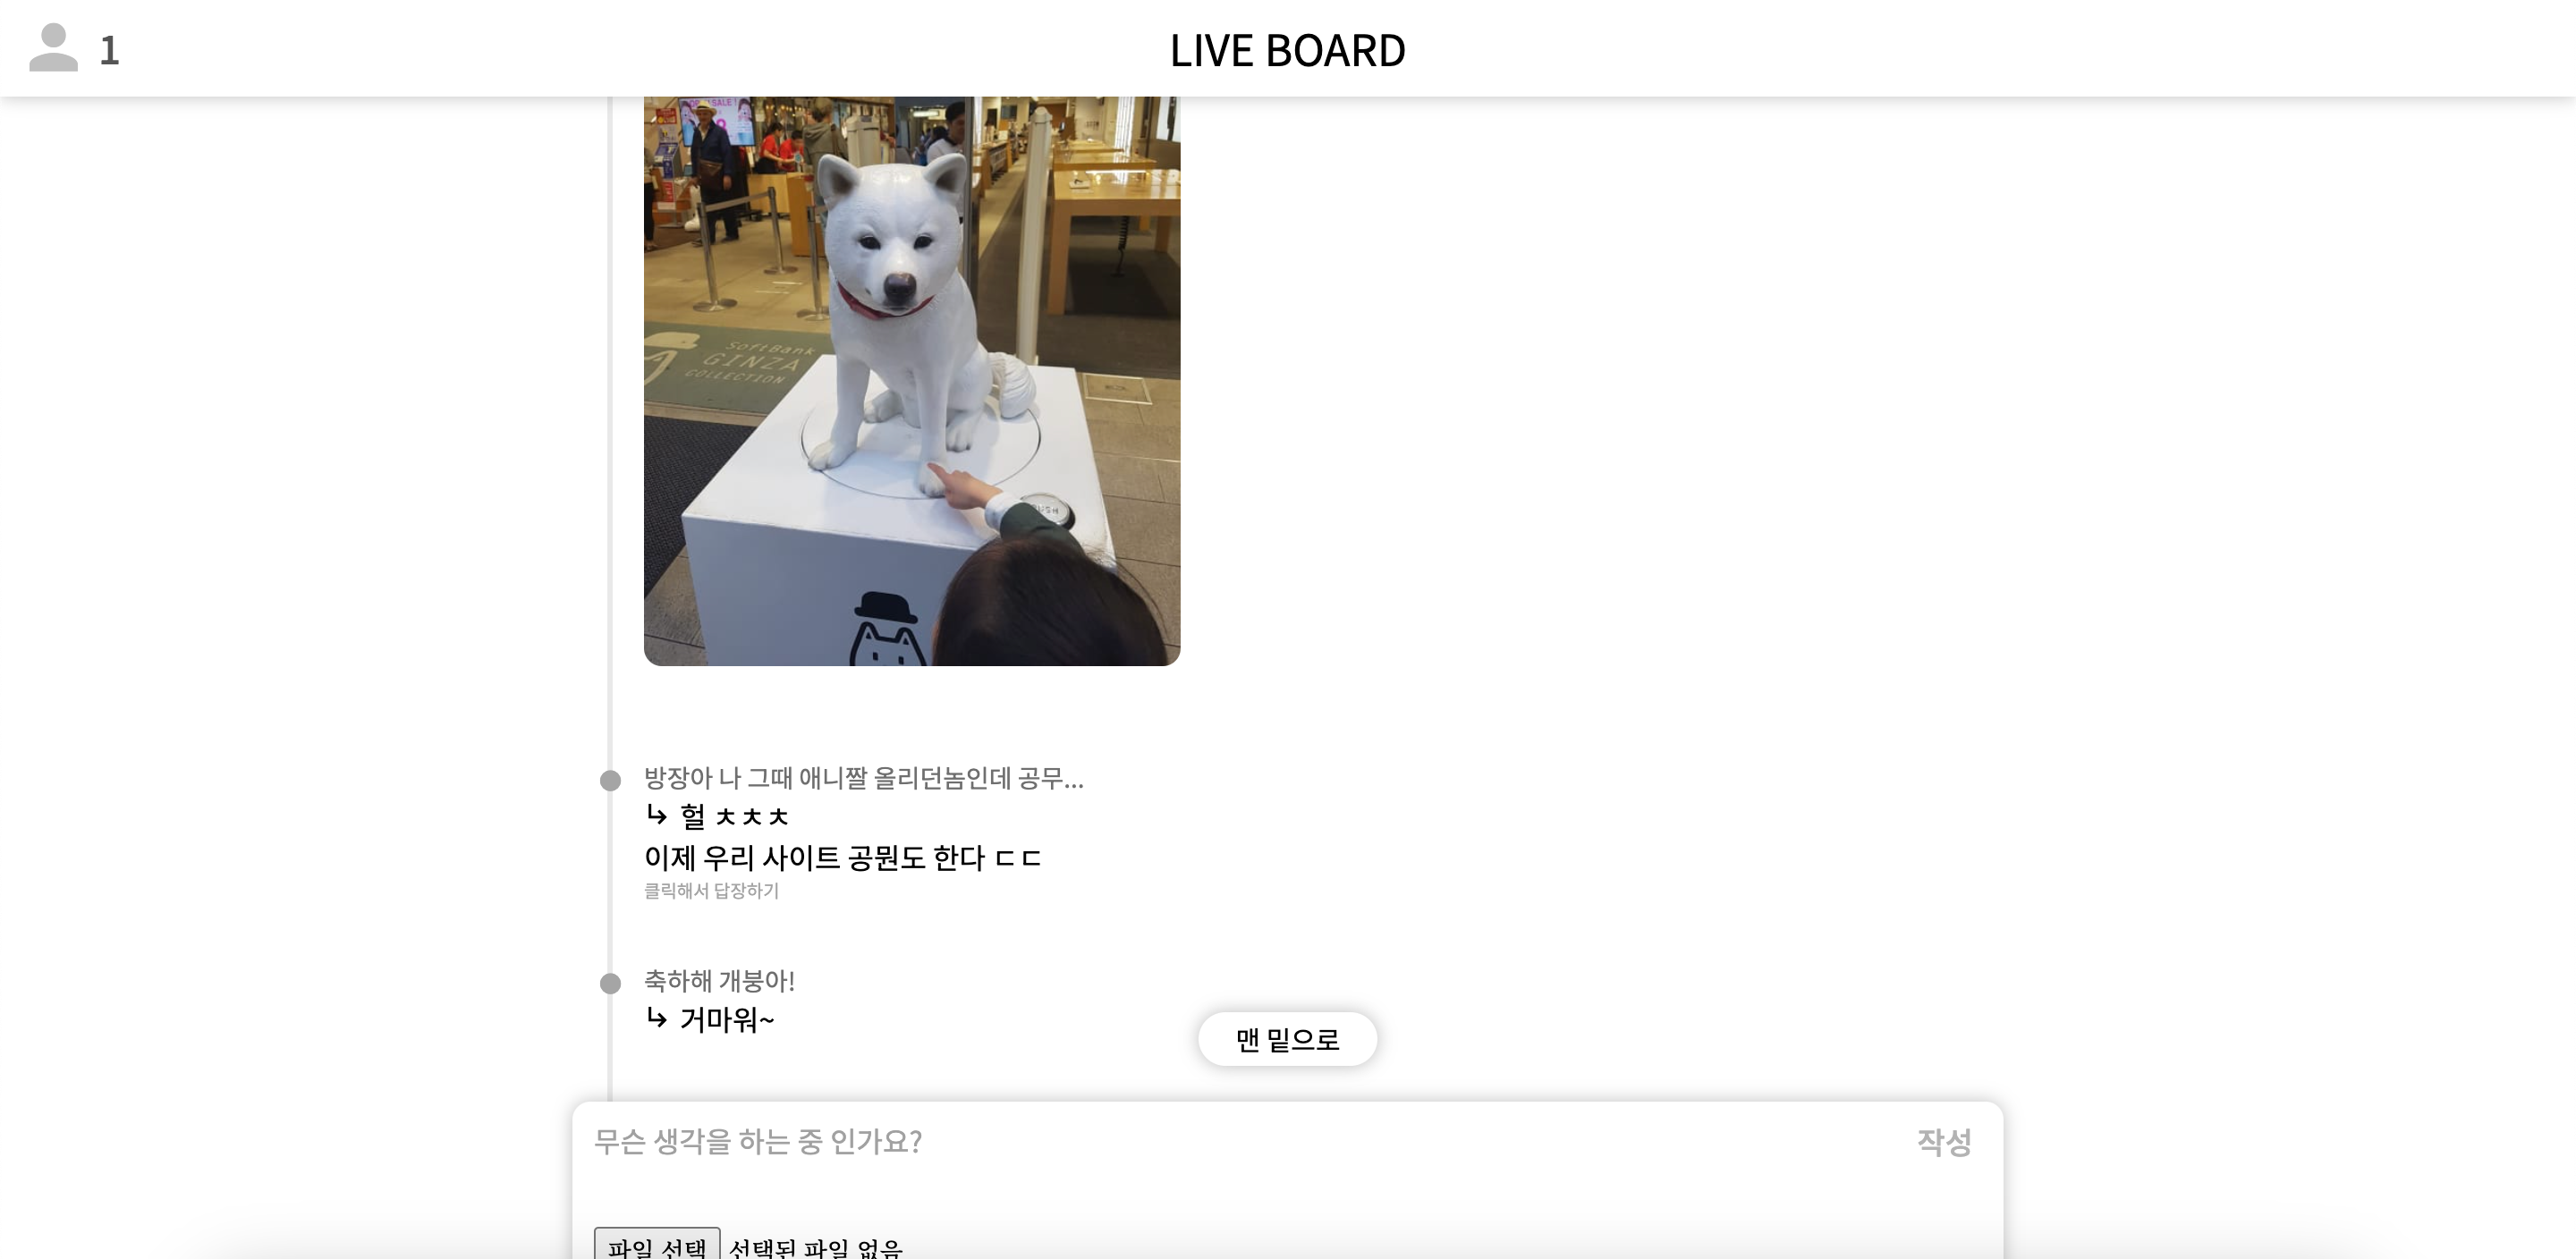 1
LIVE BOARD
SoftBank
GINZA
COLLECTION
방장아 나 그때 애니짤 올리던놈인데 공무...
↳ 헐 ㅊㅊㅊ
이제 우리 사이트 공뭔도 한다 ㄷㄷ
클릭해서 답장하기
축하해 개붕아!
↳ 거마워~
맨 밑으로
무슨 생각을 하는 중 인가요?
작성
파일 선택 선택된 파일 없음